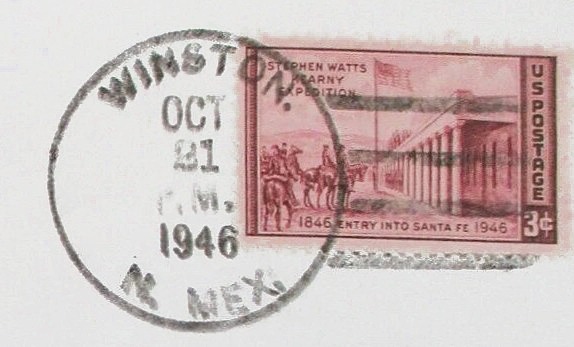 WINSTON.
OCT
21
P.M.
1946
N. MEX.
STEPHEN WATTS
KEARNY
EXPEDITION
US POSTAGE
1846 ENTRY INTO SANTA FE 1946
3¢